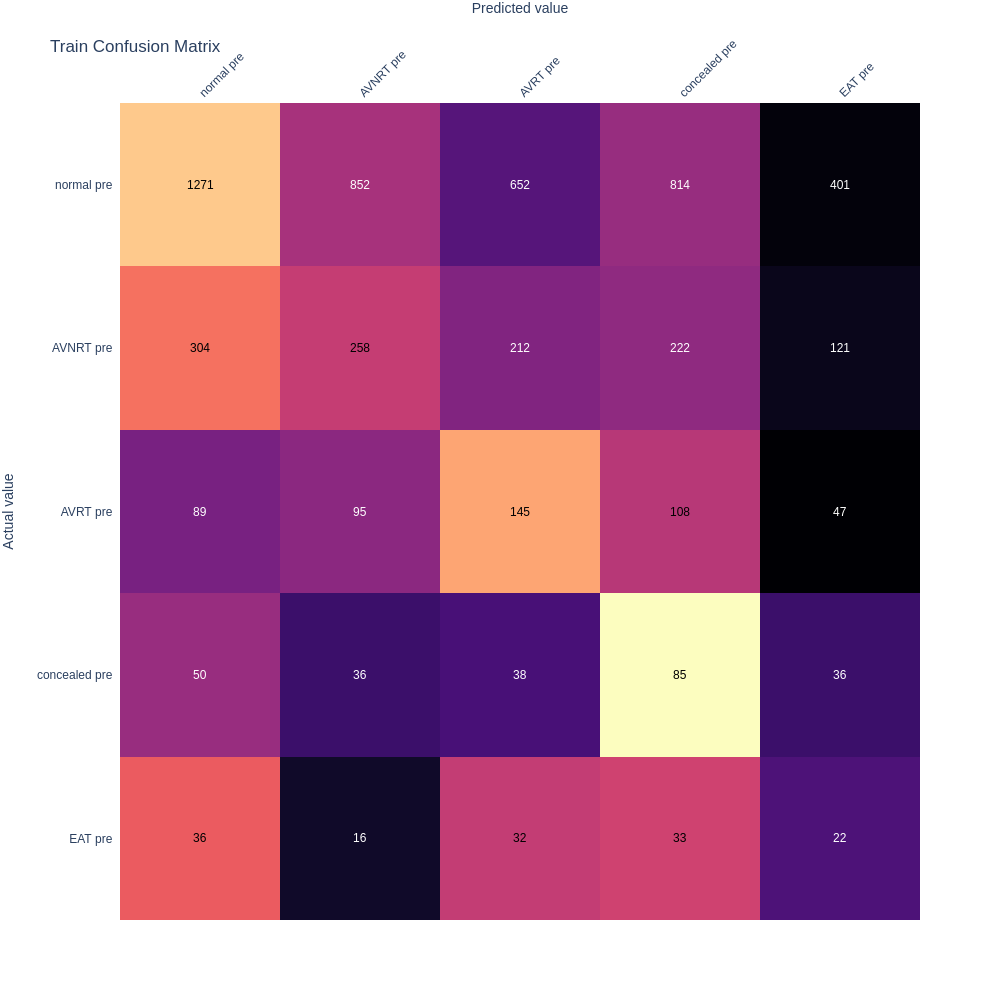 Predicted value
Train Confusion Matrix
normal pre AVNRT pre AVRT pre concealed pre EAT pre
normal pre 1271 852 652 814 401
AVNRT pre 304 258 212 222 121
AVRT pre 89 95 145 108 47
concealed pre 50 36 38 85 36
EAT pre 36 16 32 33 22
Actual value